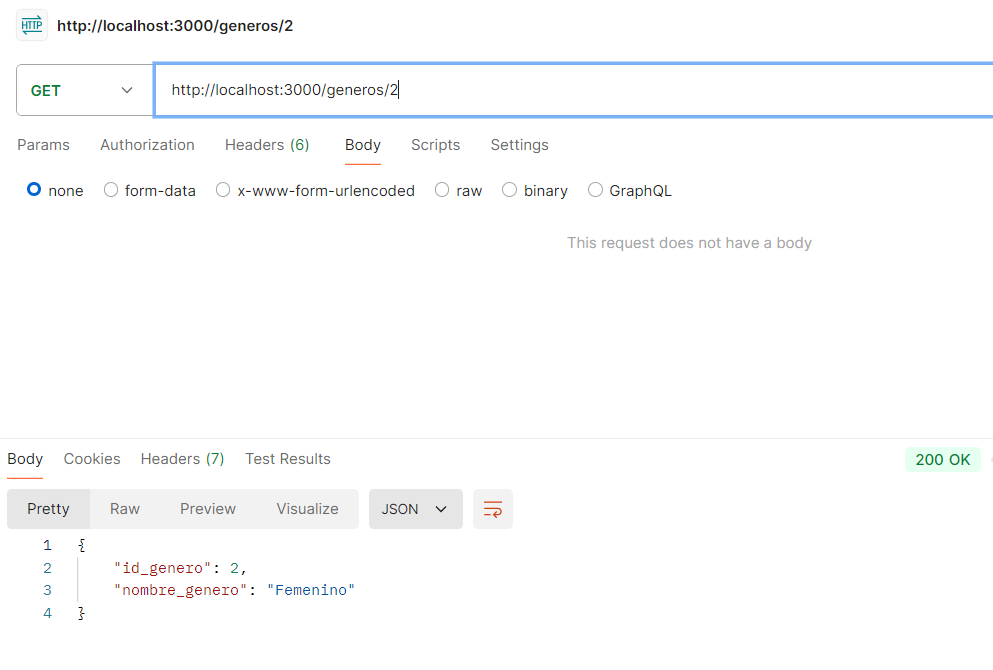 HTTP http://localhost:3000/generos/2
GET http://localhost:3000/generos/2
Params Authorization Headers (6) Body Scripts Settings
none form-data x-www-form-urlencoded raw binary GraphQL
This request does not have a body
Body Cookies Headers (7) Test Results 200 OK
Pretty Raw Preview Visualize JSON
1 {
2 "id_genero": 2,
3 "nombre_genero": "Femenino"
4 }